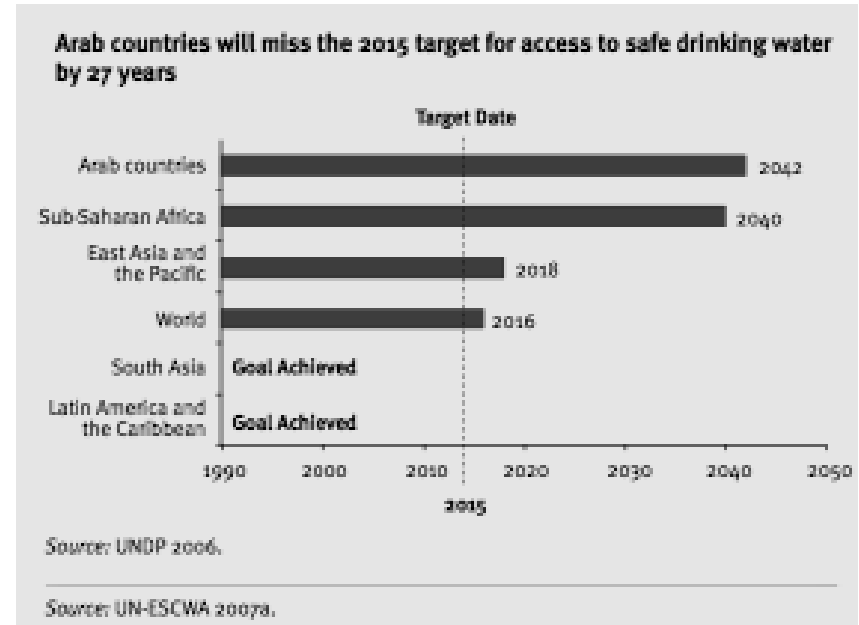 Arab countries will miss the 2015 target for access to safe drinking water
by 27 years
Target Date
Arab countries
2042
Sub-Saharan Africa
2040
East Asia and
the Pacific
2018
World
2016
South Asia
Goal Achieved
Latin America and
the Caribbean
Goal Achieved
1990 2000 2010 2020 2030 2040 2050
2015
Source: UNDP 2006.
Source: UN-ESCWA 2007a.